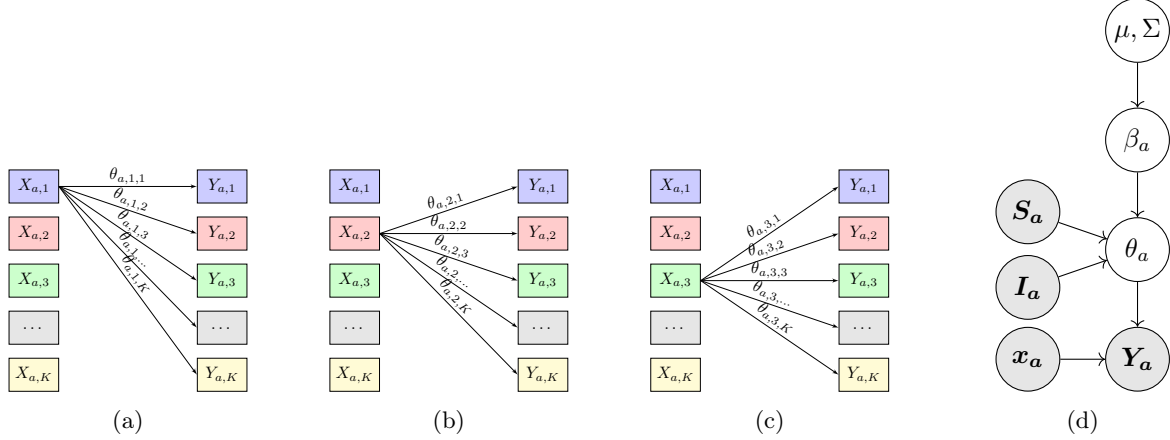 μ, Σ
β_a
θ_{a,1,1}
X_{a,1} Y_{a,1}
θ_{a,1,2}
X_{a,2} Y_{a,2}
θ_{a,1,3}
X_{a,3} Y_{a,3}
θ_{a,1,...}
... ...
θ_{a,1,K}
X_{a,K} Y_{a,K}
(a)
θ_{a,2,1}
X_{a,1} Y_{a,1}
θ_{a,2,2}
X_{a,2} Y_{a,2}
θ_{a,2,3}
X_{a,3} Y_{a,3}
θ_{a,2,...}
... ...
θ_{a,2,K}
X_{a,K} Y_{a,K}
(b)
θ_{a,3,1}
X_{a,1} Y_{a,1}
θ_{a,3,2}
X_{a,2} Y_{a,2}
θ_{a,3,3}
X_{a,3} Y_{a,3}
θ_{a,3,...}
... ...
θ_{a,3,K}
X_{a,K} Y_{a,K}
(c)
S_a
θ_a
I_a
x_a Y_a
(d)